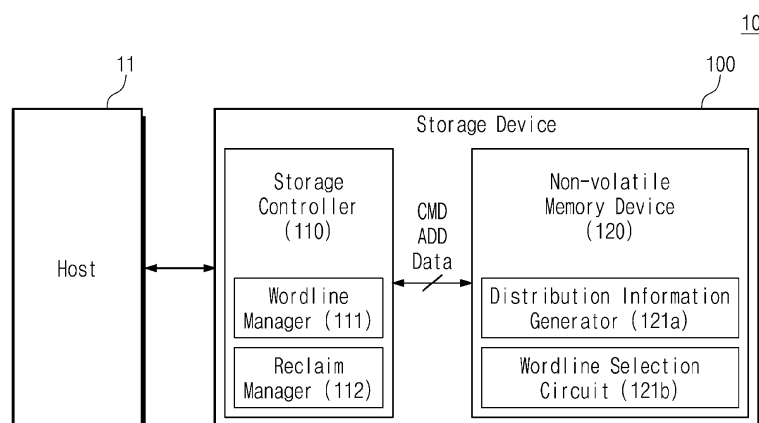 10
11
100
Storage Device
Storage
Controller
(110)
CMD
ADD
Data
Non-volatile
Memory Device
(120)
Host
Wordline
Manager (111)
Distribution Information
Generator (121a)
Reclaim
Manager (112)
Wordline Selection
Circuit (121b)